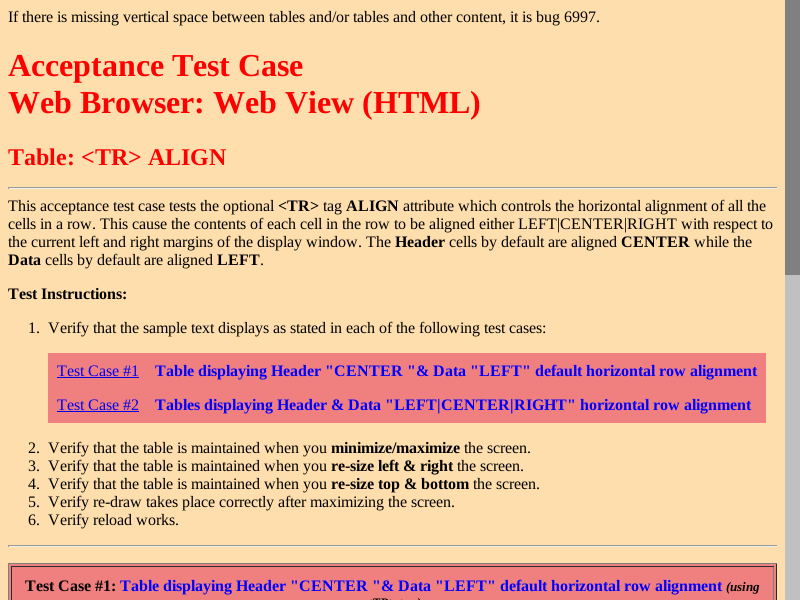 If there is missing vertical space between tables and/or tables and other content, it is bug 6997.
Acceptance Test Case
Web Browser: Web View (HTML)
Table: <TR> ALIGN
This acceptance test case tests the optional <TR> tag ALIGN attribute which controls the horizontal alignment of all the
cells in a row. This cause the contents of each cell in the row to be aligned either LEFT|CENTER|RIGHT with respect to
the current left and right margins of the display window. The Header cells by default are aligned CENTER while the
Data cells by default are aligned LEFT.
Test Instructions:
1. Verify that the sample text displays as stated in each of the following test cases:
Test Case #1 Table displaying Header "CENTER "& Data "LEFT" default horizontal row alignment
Test Case #2 Tables displaying Header & Data "LEFT|CENTER|RIGHT" horizontal row alignment
2. Verify that the table is maintained when you minimize/maximize the screen.
3. Verify that the table is maintained when you re-size left & right the screen.
4. Verify that the table is maintained when you re-size top & bottom the screen.
5. Verify re-draw takes place correctly after maximizing the screen.
6. Verify reload works.
Test Case #1: Table displaying Header "CENTER "& Data "LEFT" default horizontal row alignment (using